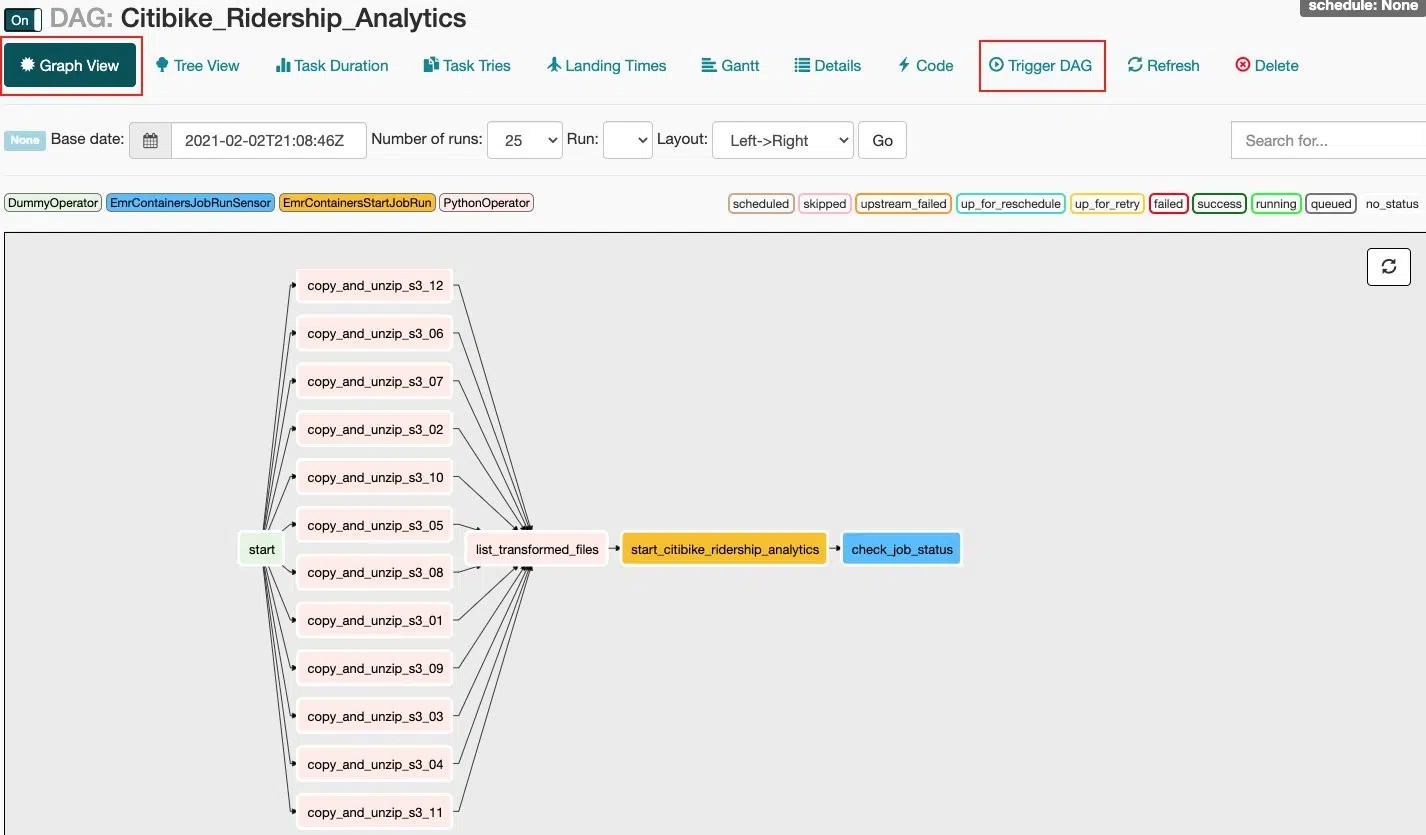 On DAG: Citibike_Ridership_Analytics schedule: None
Graph View Tree View Task Duration Task Tries Landing Times Gantt Details Code Trigger DAG Refresh Delete
None Base date: 2021-02-02T21:08:46Z Number of runs: 25 Run: Layout: Left->Right Go Search for...
DummyOperator EmrContainersJobRunSensor EmrContainersStartJobRun PythonOperator scheduled skipped upstream_failed up_for_reschedule up_for_retry failed success running queued no_status
copy_and_unzip_s3_12
copy_and_unzip_s3_06
copy_and_unzip_s3_07
copy_and_unzip_s3_02
copy_and_unzip_s3_10
copy_and_unzip_s3_05
start list_transformed_files start_citibike_ridership_analytics check_job_status
copy_and_unzip_s3_08
copy_and_unzip_s3_01
copy_and_unzip_s3_09
copy_and_unzip_s3_03
copy_and_unzip_s3_04
copy_and_unzip_s3_11